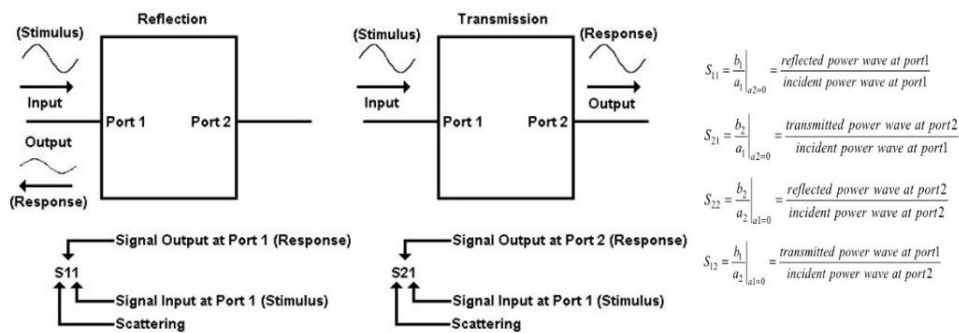 Reflection
(Stimulus)
Input
Port 1
Port 2
Output
(Response)
Signal Output at Port 1 (Response)
S11
Signal Input at Port 1 (Stimulus)
Scattering
Transmission
(Stimulus)
(Response)
Input
Output
Port 1
Port 2
Signal Output at Port 2 (Response)
S21
Signal Input at Port 1 (Stimulus)
Scattering
S₁₁ = b₁/a₁|a2=0 = reflected power wave at port1 / incident power wave at port1
S₂₁ = b₂/a₁|a2=0 = transmitted power wave at port2 / incident power wave at port1
S₂₂ = b₂/a₂|a1=0 = reflected power wave at port2 / incident power wave at port2
S₁₂ = b₁/a₂|a1=0 = transmitted power wave at port1 / incident power wave at port2